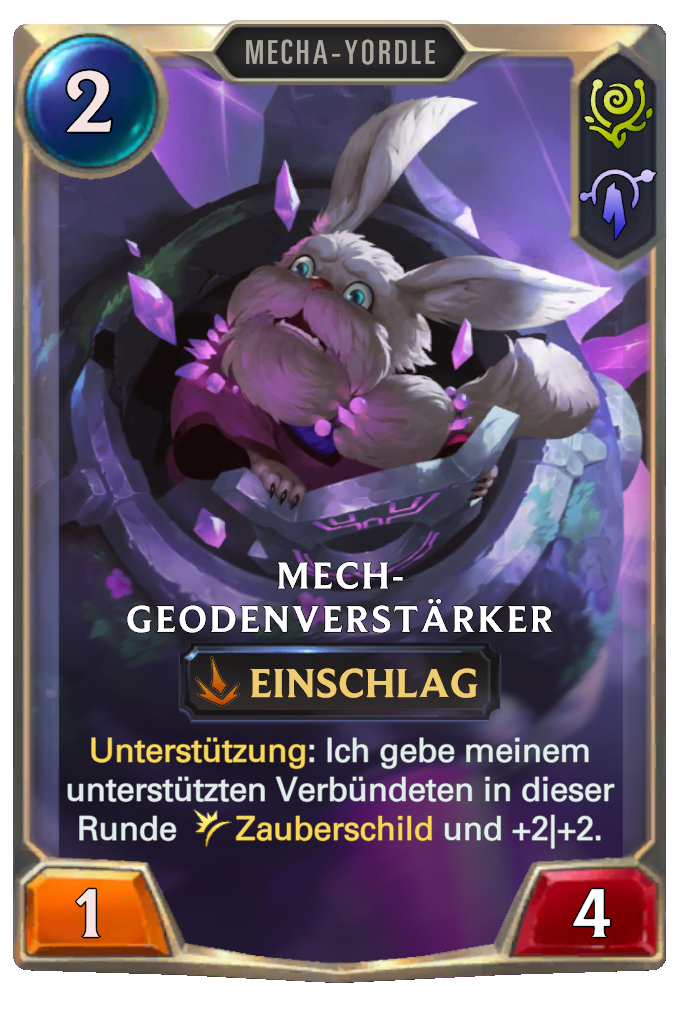 MECHA-YORDLE
2
MECH-
GEODENVERSTÄRKER
EINSCHLAG
Unterstützung: Ich gebe meinem
unterstützten Verbündeten in dieser
Runde Zauberschild und +2|+2.
1
4